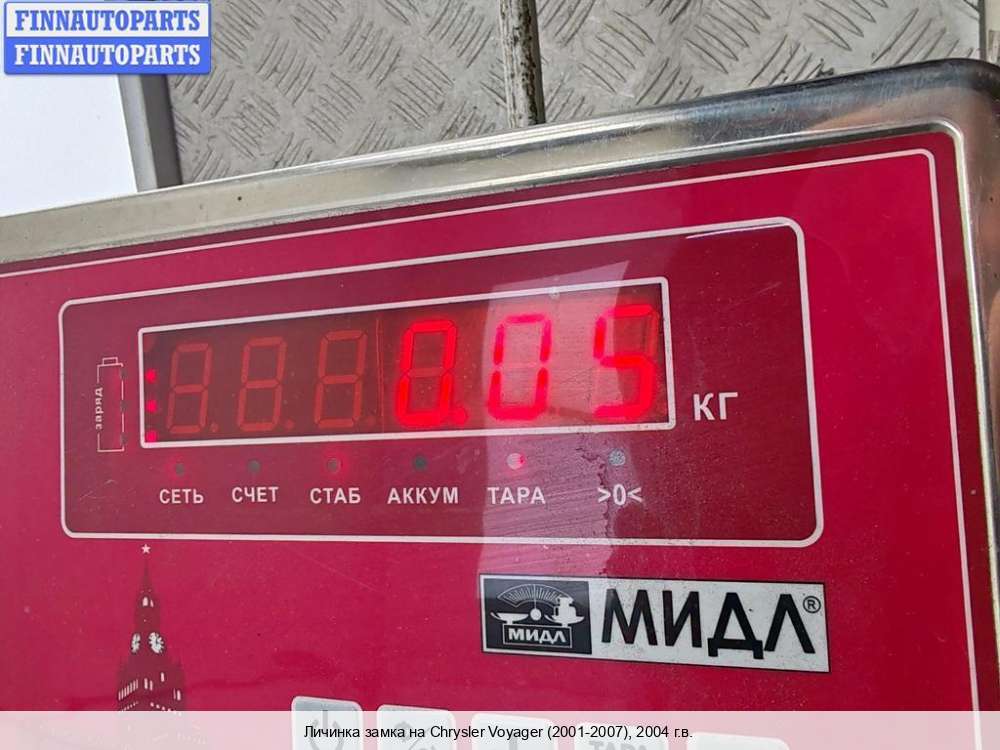 FINNAUTOPARTS
FINNAUTOPARTS
заряд
0.05 КГ
СЕТЬ СЧЕТ СТАБ АККУМ ТАРА >0<
МИДЛ МИДЛ®
ТАРА
Личинка замка на Chrysler Voyager (2001-2007), 2004 г.в.